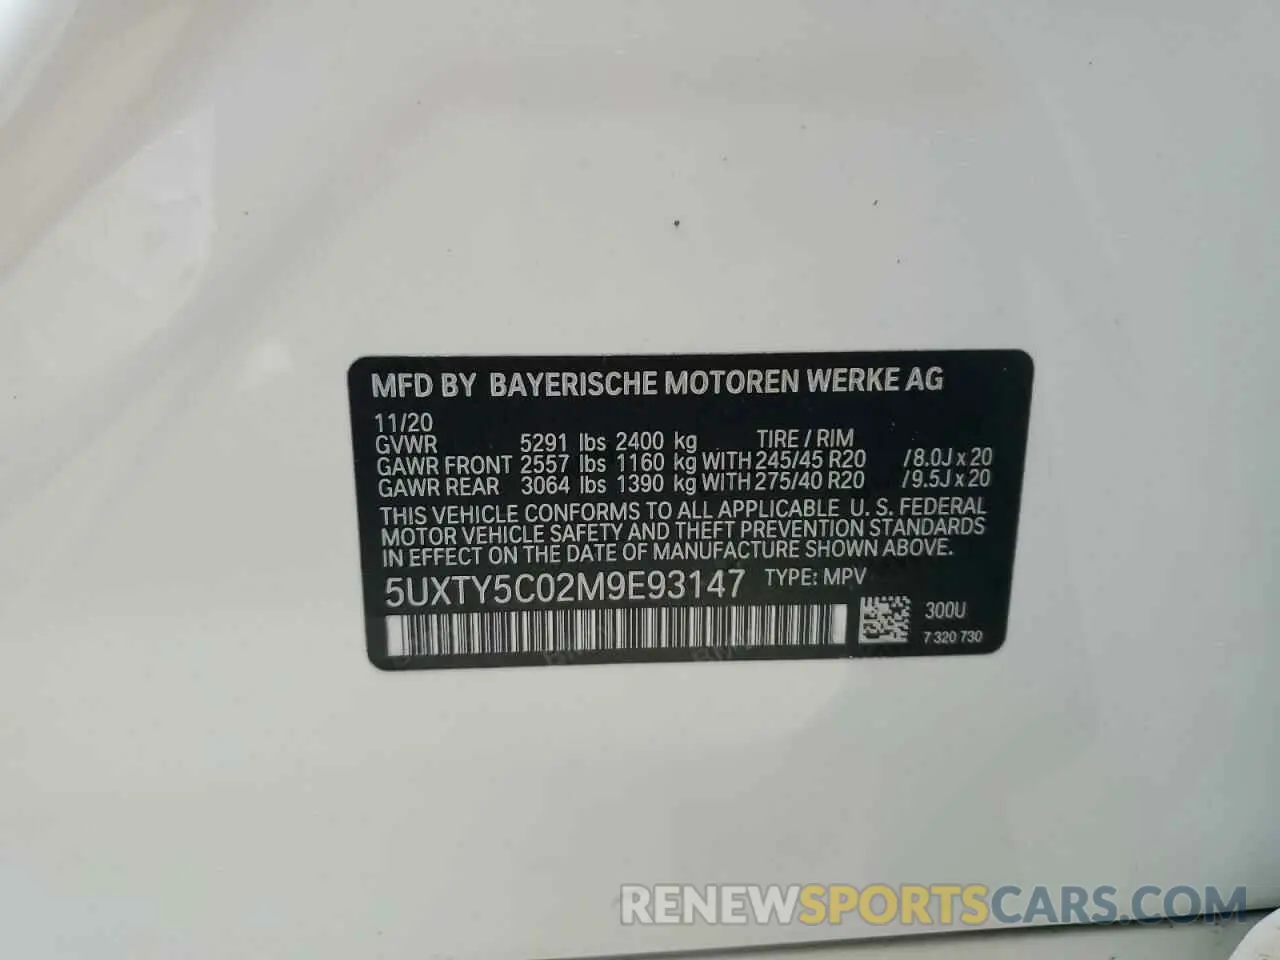 MFD BY BAYERISCHE MOTOREN WERKE AG
11/20
TIRE / RIM
GVWR 5291 lbs 2400 kg
GAWR FRONT 2557 lbs 1160 kg WITH 245/45 R20 /8.0J x 20
GAWR REAR 3064 lbs 1390 kg WITH 275/40 R20 /9.5J x 20
THIS VEHICLE CONFORMS TO ALL APPLICABLE U. S. FEDERAL
MOTOR VEHICLE SAFETY AND THEFT PREVENTION STANDARDS
IN EFFECT ON THE DATE OF MANUFACTURE SHOWN ABOVE.
5UXTY5C02M9E93147 TYPE: MPV
300U
7 320 730
RENEWSPORTSCARS.COM